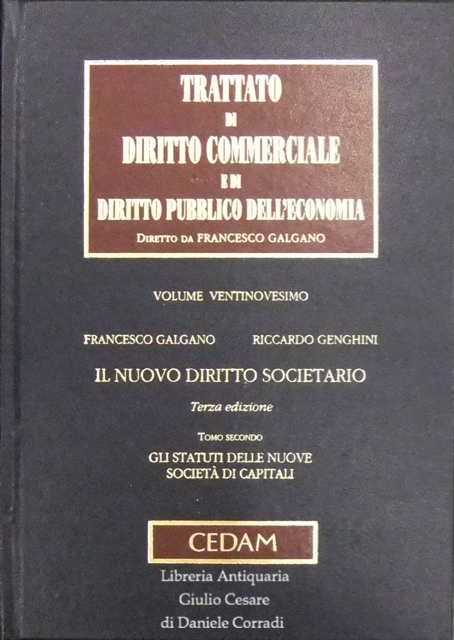 TRATTATO
DI
DIRITTO COMMERCIALE
E DI
DIRITTO PUBBLICO DELL'ECONOMIA
DIRETTO DA FRANCESCO GALGANO
VOLUME VENTINOVESIMO
FRANCESCO GALGANO RICCARDO GENGHINI
IL NUOVO DIRITTO SOCIETARIO
Terza edizione
TOMO SECONDO
GLI STATUTI DELLE NUOVE
SOCIETÀ DI CAPITALI
CEDAM
Libreria Antiquaria
Giulio Cesare
di Daniele Corradi